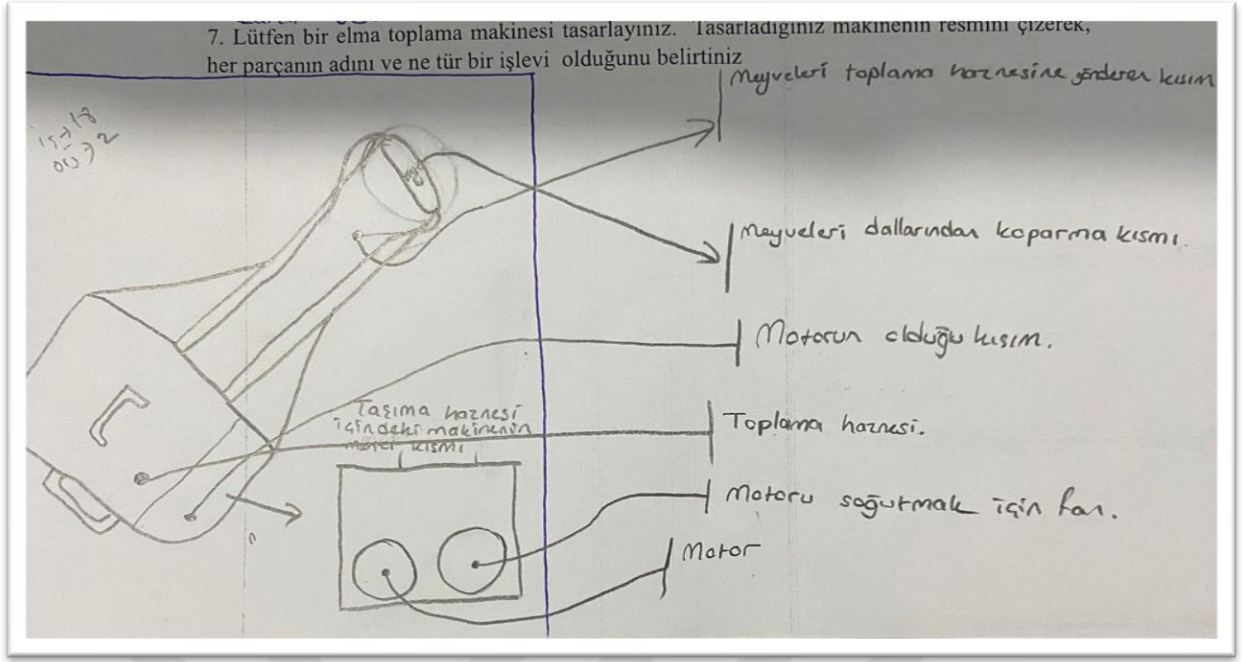 7. Lütfen bir elma toplama makinesi tasarlayınız. Tasarladığınız makinenin resmini çizerek,
her parçanın adını ve ne tür bir işlevi olduğunu belirtiniz
Meyveleri toplama haznesine gönderen kısım
Meyveleri dallarından koparma kısmı.
Motorun olduğu kısım.
Taşıma haznesi
içindeki makinenin
motor kısmı
Toplama haznesi.
Motoru soğutmak için fan.
Motor